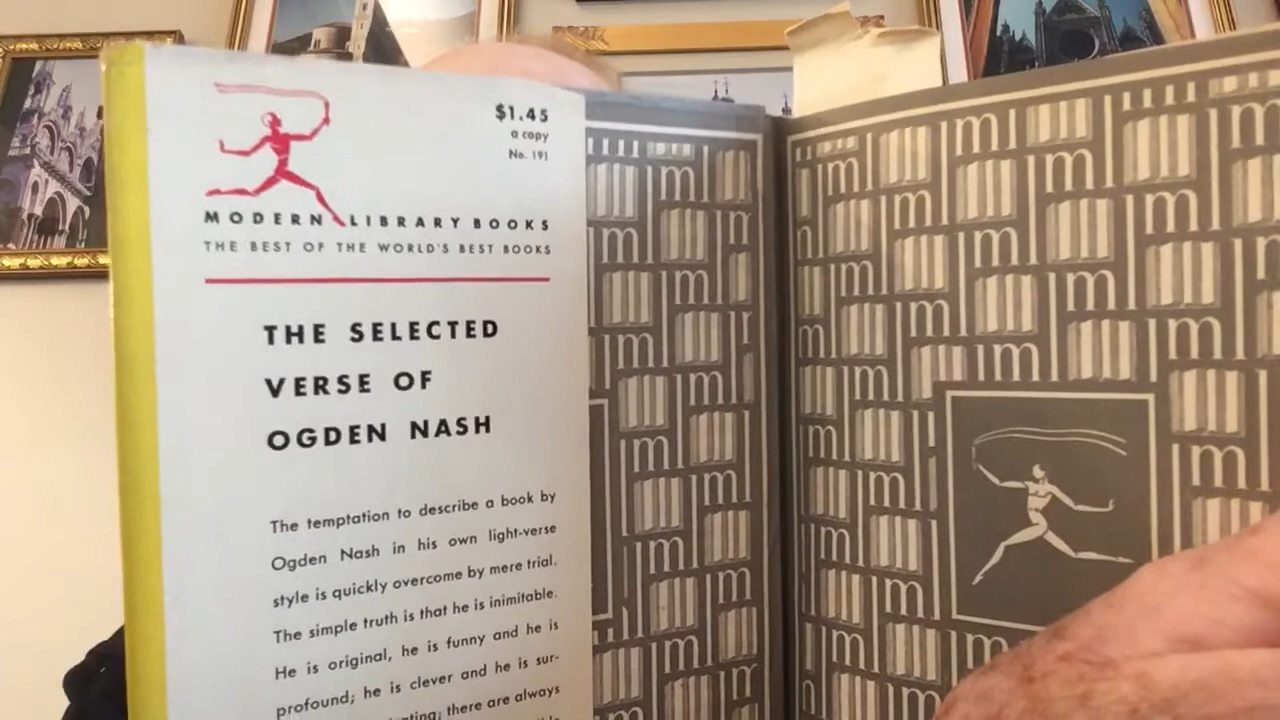 $1.45
a copy
No. 191
MODERN LIBRARY BOOKS
THE BEST OF THE WORLD'S BEST BOOKS
THE SELECTED
VERSE OF
OGDEN NASH
The temptation to describe a book by
Ogden Nash in his own light-verse
style is quickly overcome by mere trial.
The simple truth is that he is inimitable.
He is original, he is funny and he is
profound; he is clever and he is sur-
there are always